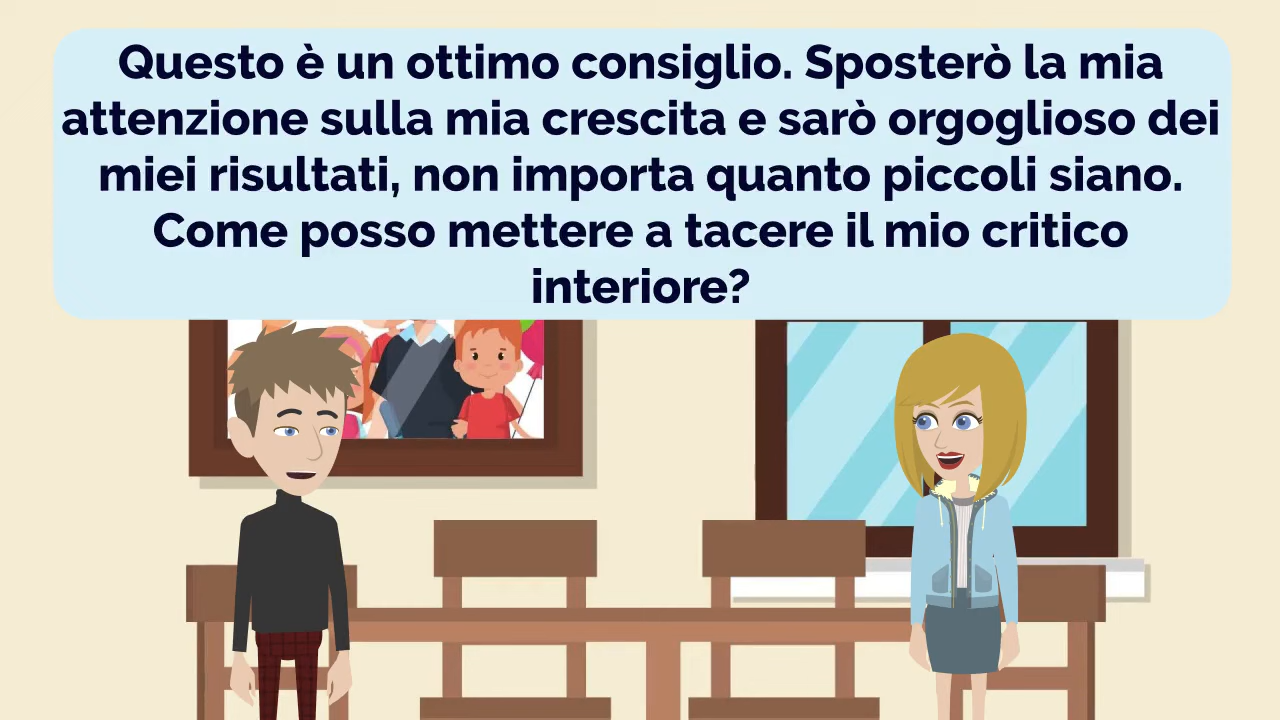 Questo è un ottimo consiglio. Sposterò la mia
attenzione sulla mia crescita e sarò orgoglioso dei
miei risultati, non importa quanto piccoli siano.
Come posso mettere a tacere il mio critico
interiore?